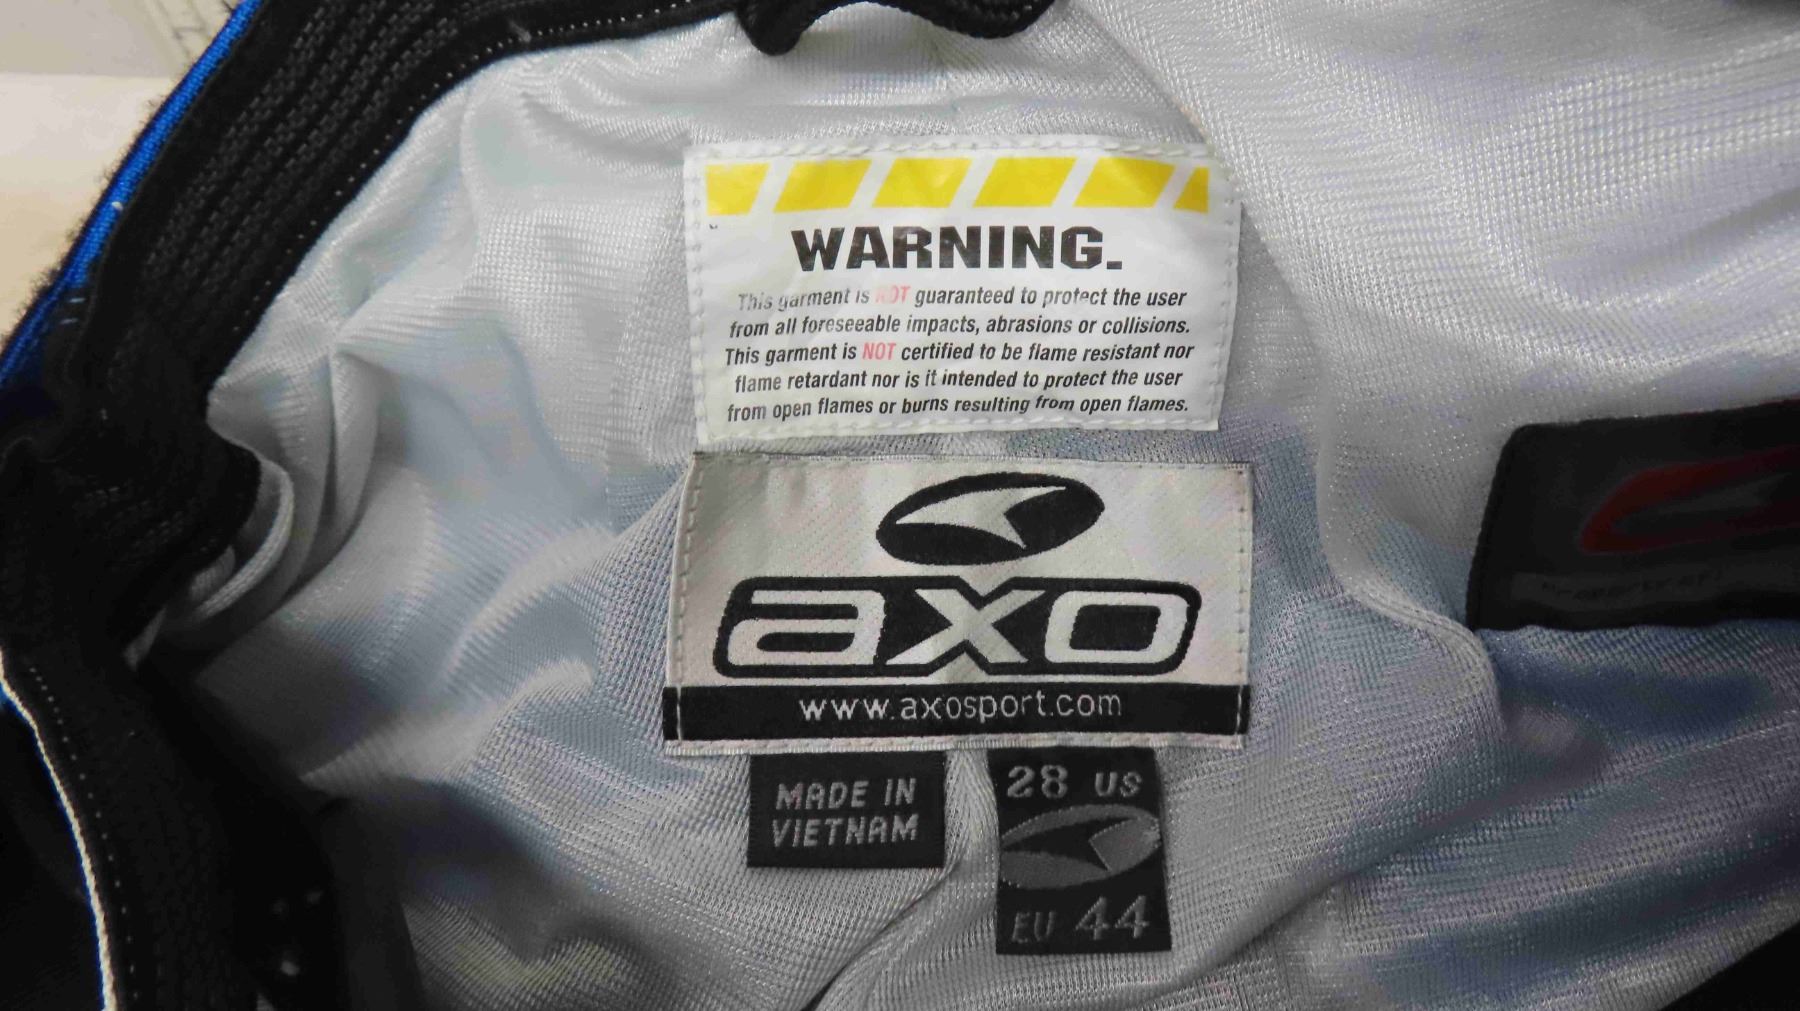 WARNING.
This garment is NOT guaranteed to protect the user
from all foreseeable impacts, abrasions or collisions.
This garment is NOT certified to be flame resistant nor
flame retardant nor is it intended to protect the user
from open flames or burns resulting from open flames.
axo
www.axosport.com
MADE IN
VIETNAM
28 US
EU 44
Property of: